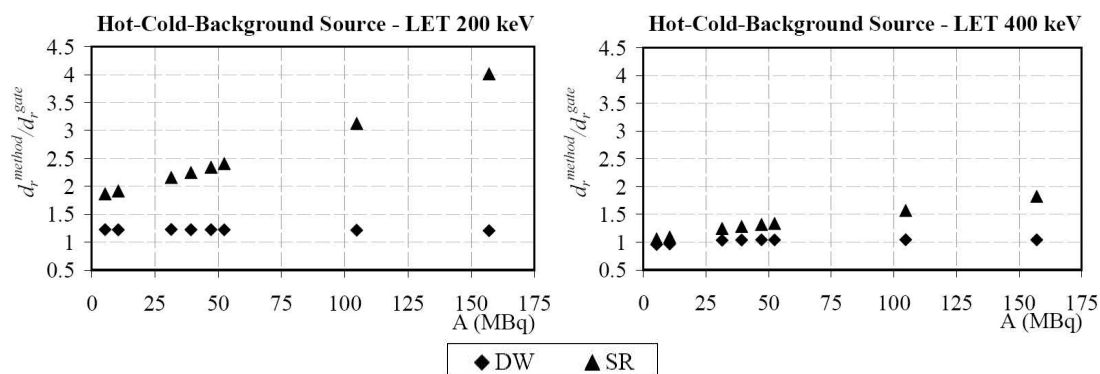 Hot-Cold-Background Source - LET 200 keV
4.5
4
3.5
3
2.5
2
1.5
1
0.5
d_r^method/d_r^gate
0 25 50 75 100 125 150 175
A (MBq)
Hot-Cold-Background Source - LET 400 keV
4.5
4
3.5
3
2.5
2
1.5
1
0.5
d_r^method/d_r^gate
0 25 50 75 100 125 150 175
A (MBq)
DW SR